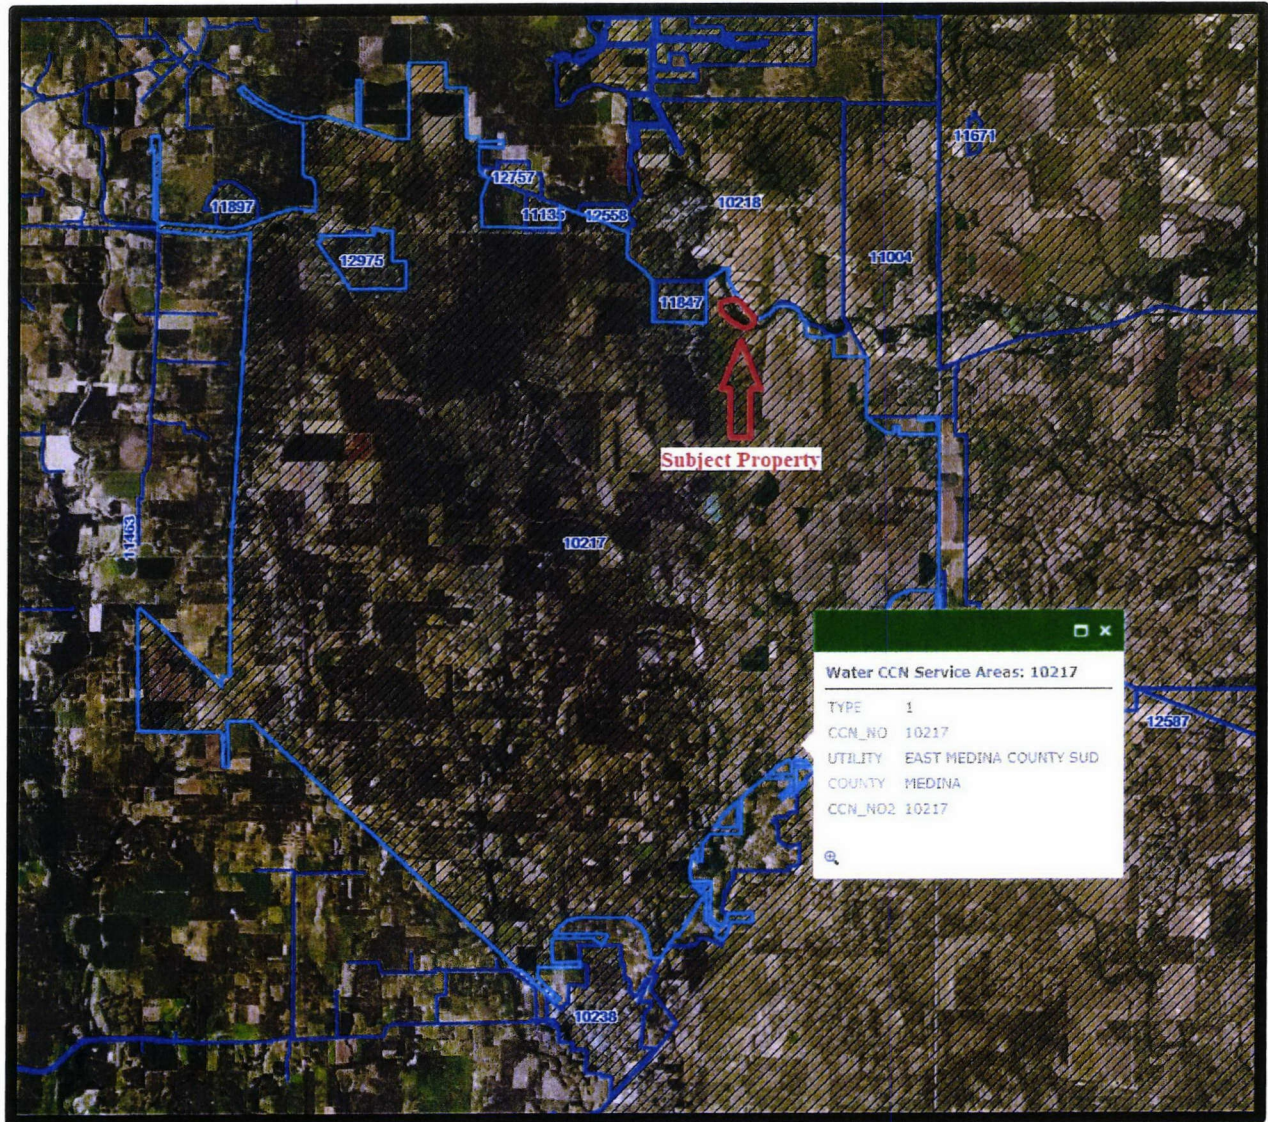 11671
12757
11897
11135
12558
10218
12975
11004
11847
Subject Property
11463
10217
Water CCN Service Areas: 10217
TYPE 1
CCN_NO 10217
UTILITY EAST MEDINA COUNTY SUD
COUNTY MEDINA
CCN_NO2 10217
12587
10238